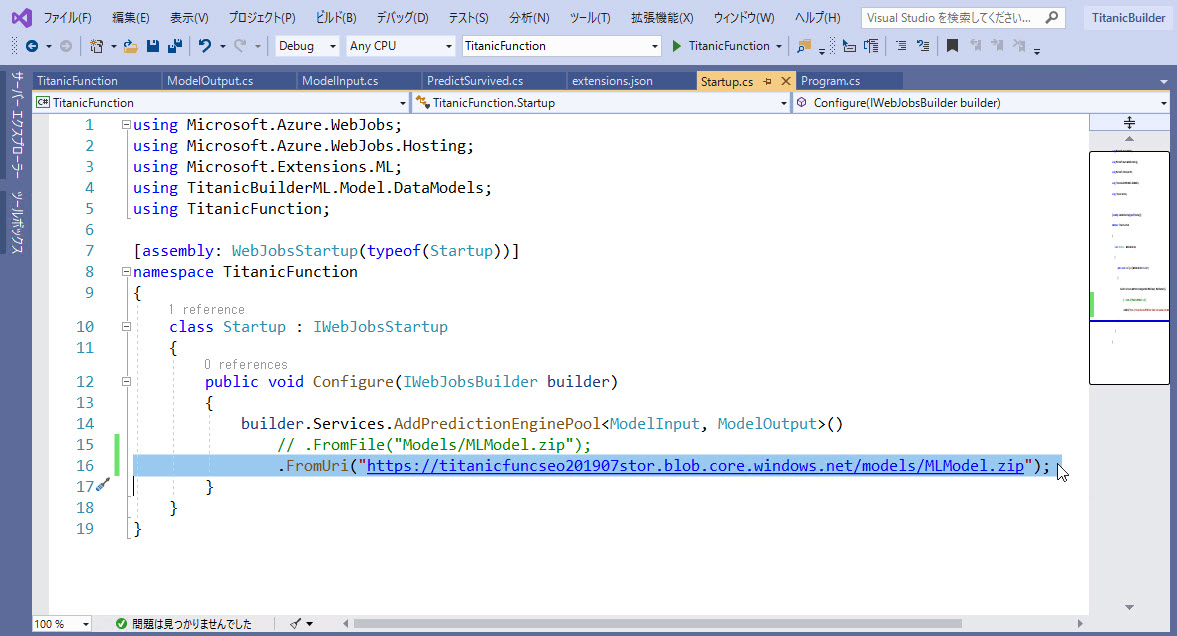 ファイル(F) 編集(E) 表示(V) プロジェクト(P) ビルド(B) デバッグ(D) テスト(S) 分析(N) ツール(T) 拡張機能(X) ウィンドウ(W) ヘルプ(H) Visual Studio を検索してください... TitanicBuilder
Debug Any CPU TitanicFunction TitanicFunction
サーバー エクスプローラー
ツールボックス
TitanicFunction ModelOutput.cs ModelInput.cs PredictSurvived.cs extensions.json Startup.cs Program.cs
C# TitanicFunction TitanicFunction.Startup Configure(IWebJobsBuilder builder)
1 using Microsoft.Azure.WebJobs;
2 using Microsoft.Azure.WebJobs.Hosting;
3 using Microsoft.Extensions.ML;
4 using TitanicBuilderML.Model.DataModels;
5 using TitanicFunction;
6
7 [assembly: WebJobsStartup(typeof(Startup))]
8 namespace TitanicFunction
9 {
1 reference
10 class Startup : IWebJobsStartup
11 {
0 references
12 public void Configure(IWebJobsBuilder builder)
13 {
14 builder.Services.AddPredictionEnginePool<ModelInput, ModelOutput>()
15 // .FromFile("Models/MLModel.zip");
16 .FromUri("https://titanicfuncseo201907stor.blob.core.windows.net/models/MLModel.zip");
17 }
18 }
19 }
100 % 問題は見つかりませんでした